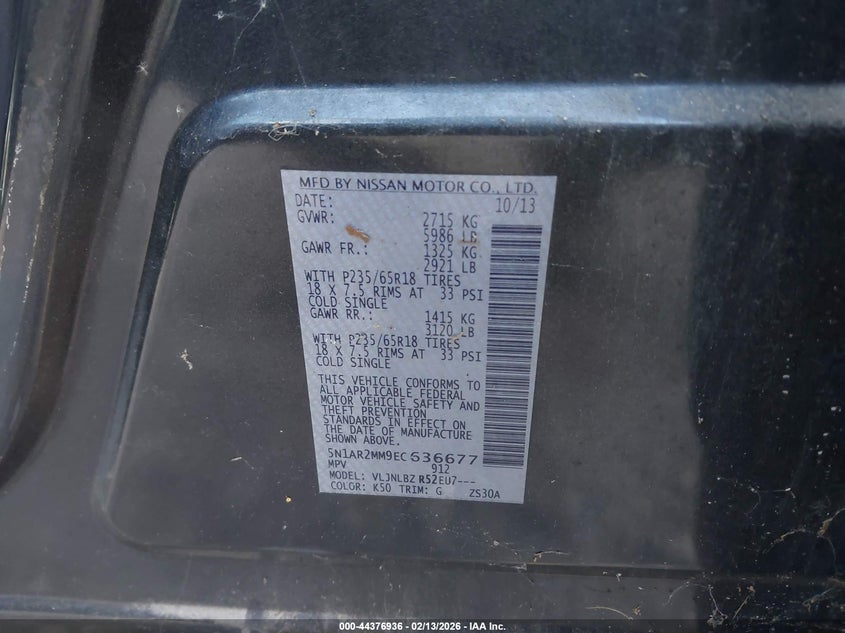 MFD BY NISSAN MOTOR CO., LTD.
DATE: 10/13
GVWR: 2715 KG
5986 LB
GAWR FR.: 1325 KG
2921 LB
WITH P235/65R18 TIRES
18 X 7.5 RIMS AT 33 PSI
COLD SINGLE
GAWR RR.: 1415 KG
3120 LB
WITH P235/65R18 TIRES
18 X 7.5 RIMS AT 33 PSI
COLD SINGLE
THIS VEHICLE CONFORMS TO
ALL APPLICABLE FEDERAL
MOTOR VEHICLE SAFETY AND
THEFT PREVENTION
STANDARDS IN EFFECT ON
THE DATE OF MANUFACTURE
SHOWN ABOVE.
5N1AR2MM9EC636677
MPV 912
MODEL: VLJNLBZ R52EU7---
COLOR: K50 TRIM: G ZS30A
000-44376936 - 02/13/2026 - IAA Inc.